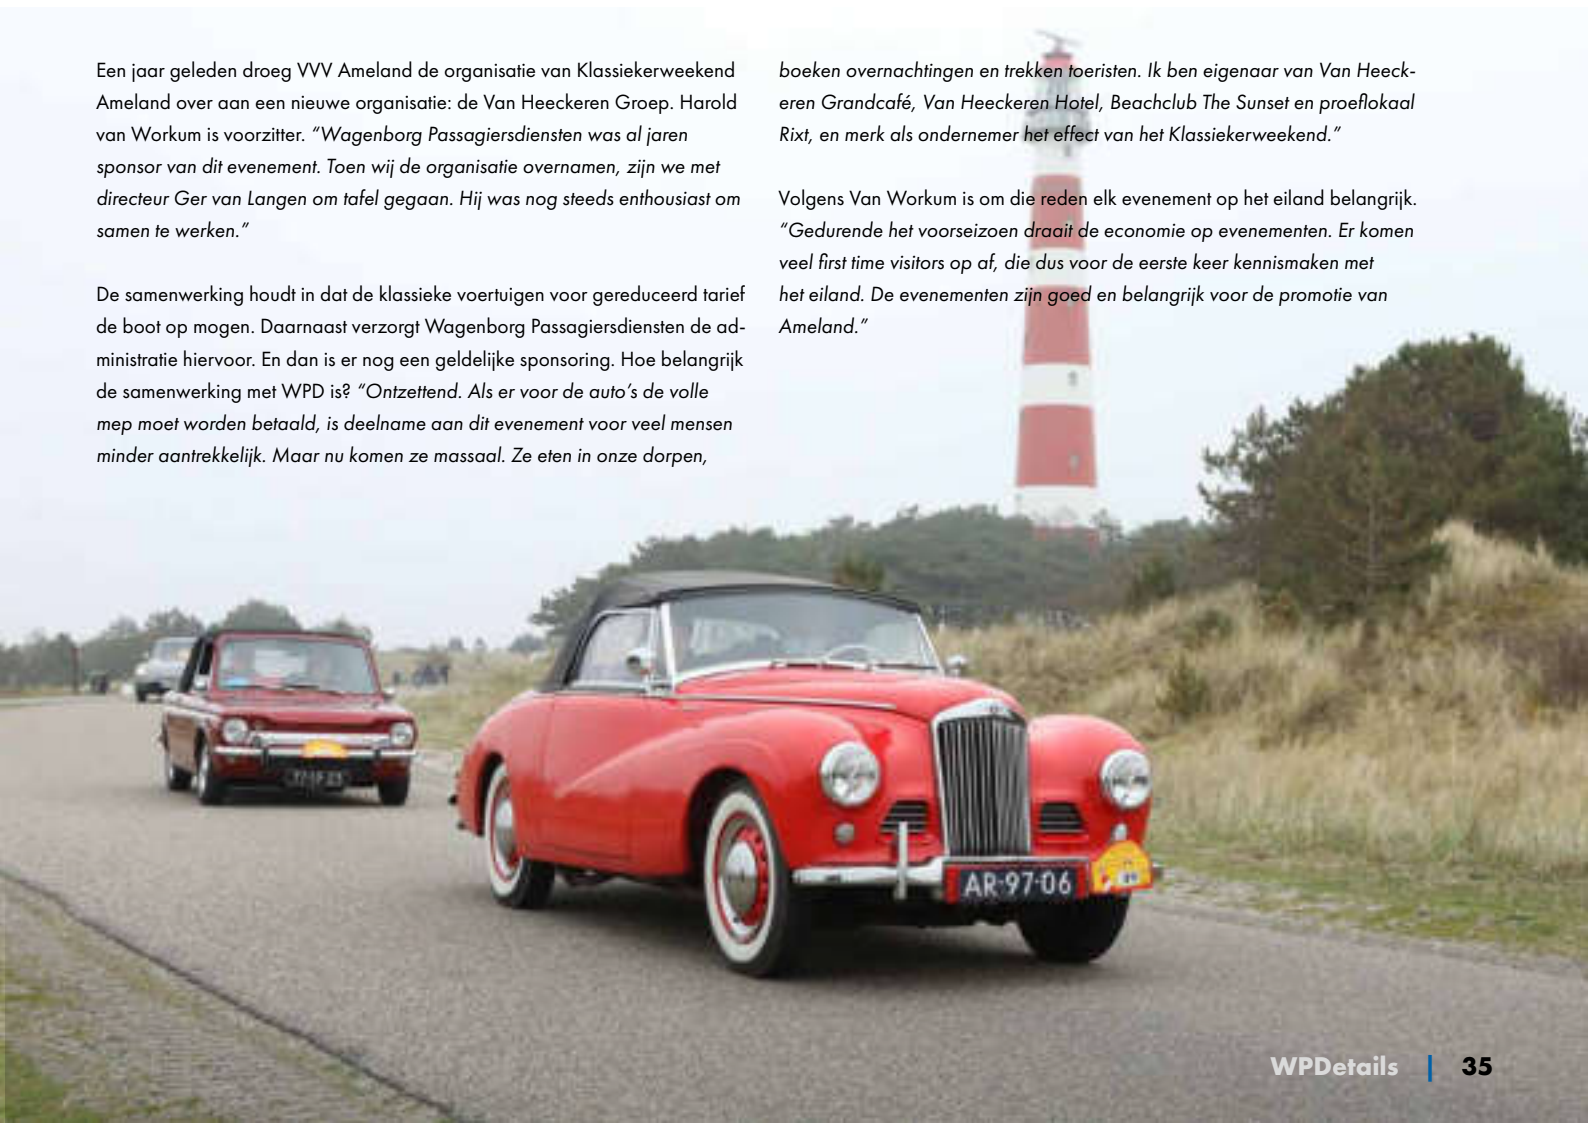 Een jaar geleden droeg VVV Ameland de organisatie van Klassiekerweekend
Ameland over aan een nieuwe organisatie: de Van Heeckeren Groep. Harold
van Workum is voorzitter. “Wagenborg Passagiersdiensten was al jaren
sponsor van dit evenement. Toen wij de organisatie overnamen, zijn we met
directeur Ger van Langen om tafel gegaan. Hij was nog steeds enthousiast om
samen te werken.”
De samenwerking houdt in dat de klassieke voertuigen voor gereduceerd tarief
de boot op mogen. Daarnaast verzorgt Wagenborg Passagiersdiensten de ad-
ministratie hiervoor. En dan is er nog een geldelijke sponsoring. Hoe belangrijk
de samenwerking met WPD is? “Ontzettend. Als er voor de auto’s de volle
mep moet worden betaald, is deelname aan dit evenement voor veel mensen
minder aantrekkelijk. Maar nu komen ze massaal. Ze eten in onze dorpen,
boeken overnachtingen en trekken toeristen. Ik ben eigenaar van Van Heeck-
eren Grandcafé, Van Heeckeren Hotel, Beachclub The Sunset en proeflokaal
Rixt, en merk als ondernemer het effect van het Klassiekerweekend.”
Volgens Van Workum is om die reden elk evenement op het eiland belangrijk.
“Gedurende het voorseizoen draait de economie op evenementen. Er komen
veel first time visitors op af, die dus voor de eerste keer kennismaken met
het eiland. De evenementen zijn goed en belangrijk voor de promotie van
Ameland.”
AR-97-06
WPDetails | 35